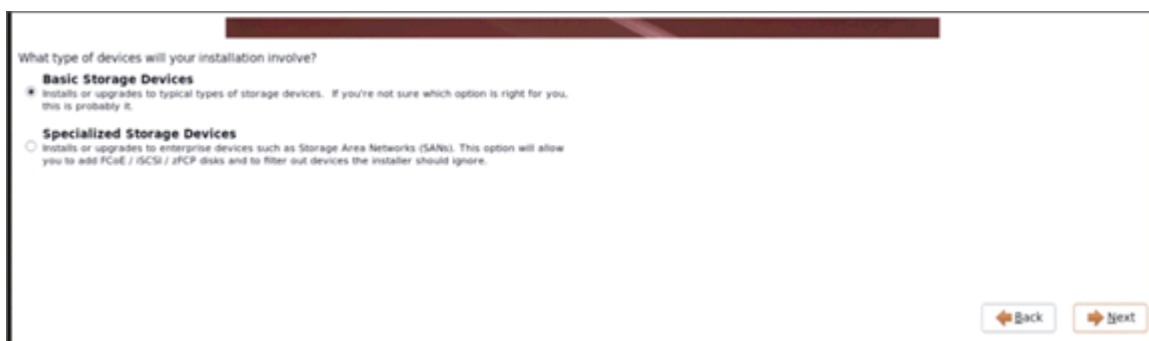 What type of devices will your installation involve?
Basic Storage Devices
Installs or upgrades to typical types of storage devices. If you're not sure which option is right for you,
this is probably it.
Specialized Storage Devices
Installs or upgrades to enterprise devices such as Storage Area Networks (SANs). This option will allow
you to add FCoE / iSCSI / zFCP disks and to filter out devices the installer should ignore.
Back
Next